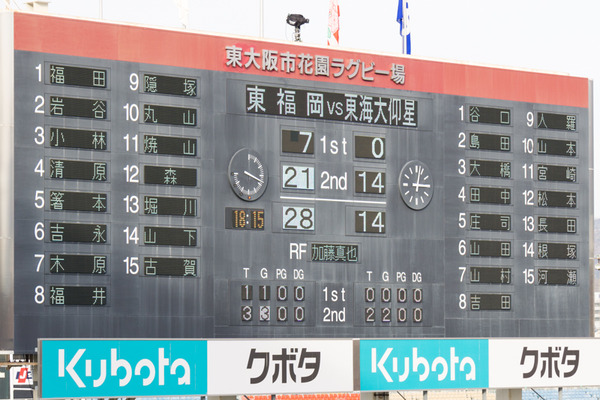 東大阪市花園ラグビー場
東福岡 VS 東海大仰星
1 福田
2 岩谷
3 小林
4 清原
5 箸本
6 吉永
7 木原
8 福井
9 隠塚
10 丸山
11 焼山
12 森
13 堀川
14 山下
15 古賀
7 1st 0
21 2nd 14
28 14
18:15
RF 加藤真也
T G PG DG T G PG DG
1 1 0 0 1st 0 0 0 0
3 3 0 0 2nd 2 2 0 0
1 谷口
2 島田
3 大橋
4 田中
5 庄司
6 山田
7 山村
8 吉田
9 人羅
10 山本
11 宮崎
12 松本
13 長田
14 根塚
15 河瀬
Kubota クボタ Kubota クボタ